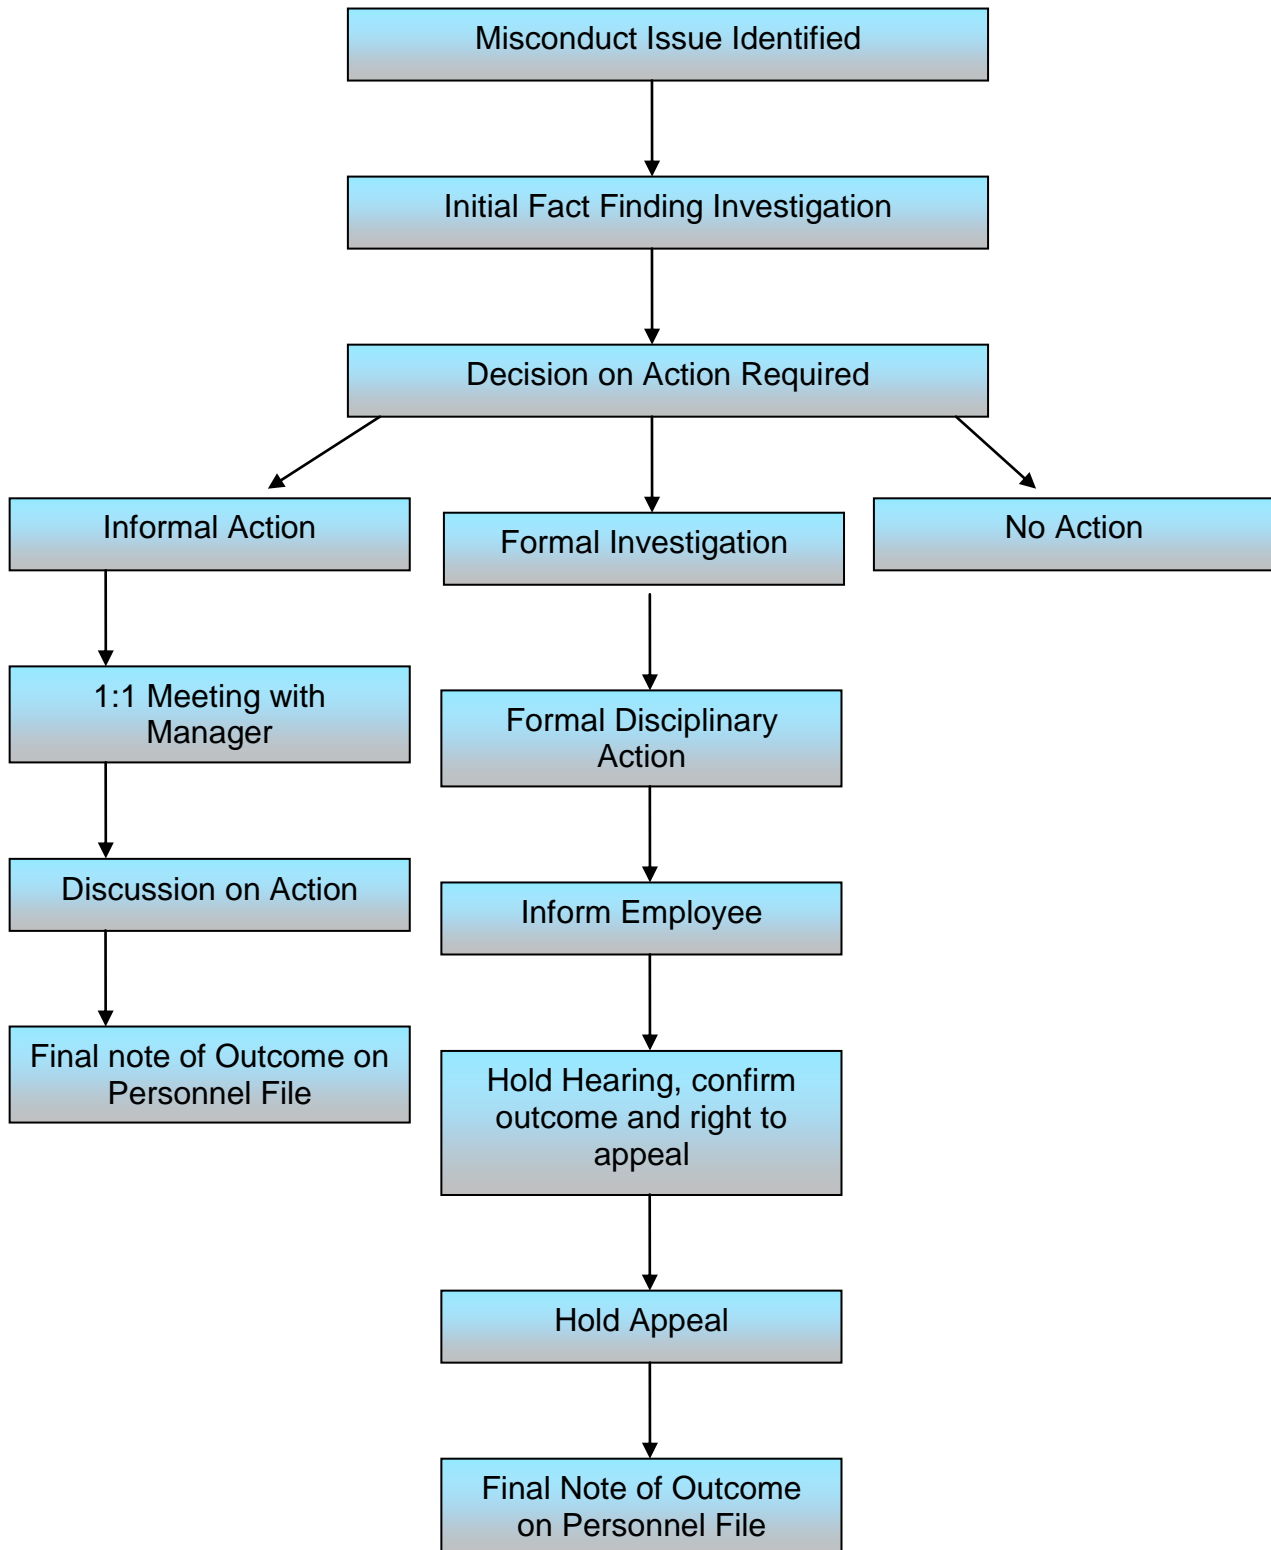 Misconduct Issue Identified
Initial Fact Finding Investigation
Decision on Action Required
Informal Action
Formal Investigation
No Action
1:1 Meeting with
Manager
Formal Disciplinary
Action
Discussion on Action
Inform Employee
Final note of Outcome on
Personnel File
Hold Hearing, confirm
outcome and right to
appeal
Hold Appeal
Final Note of Outcome
on Personnel File